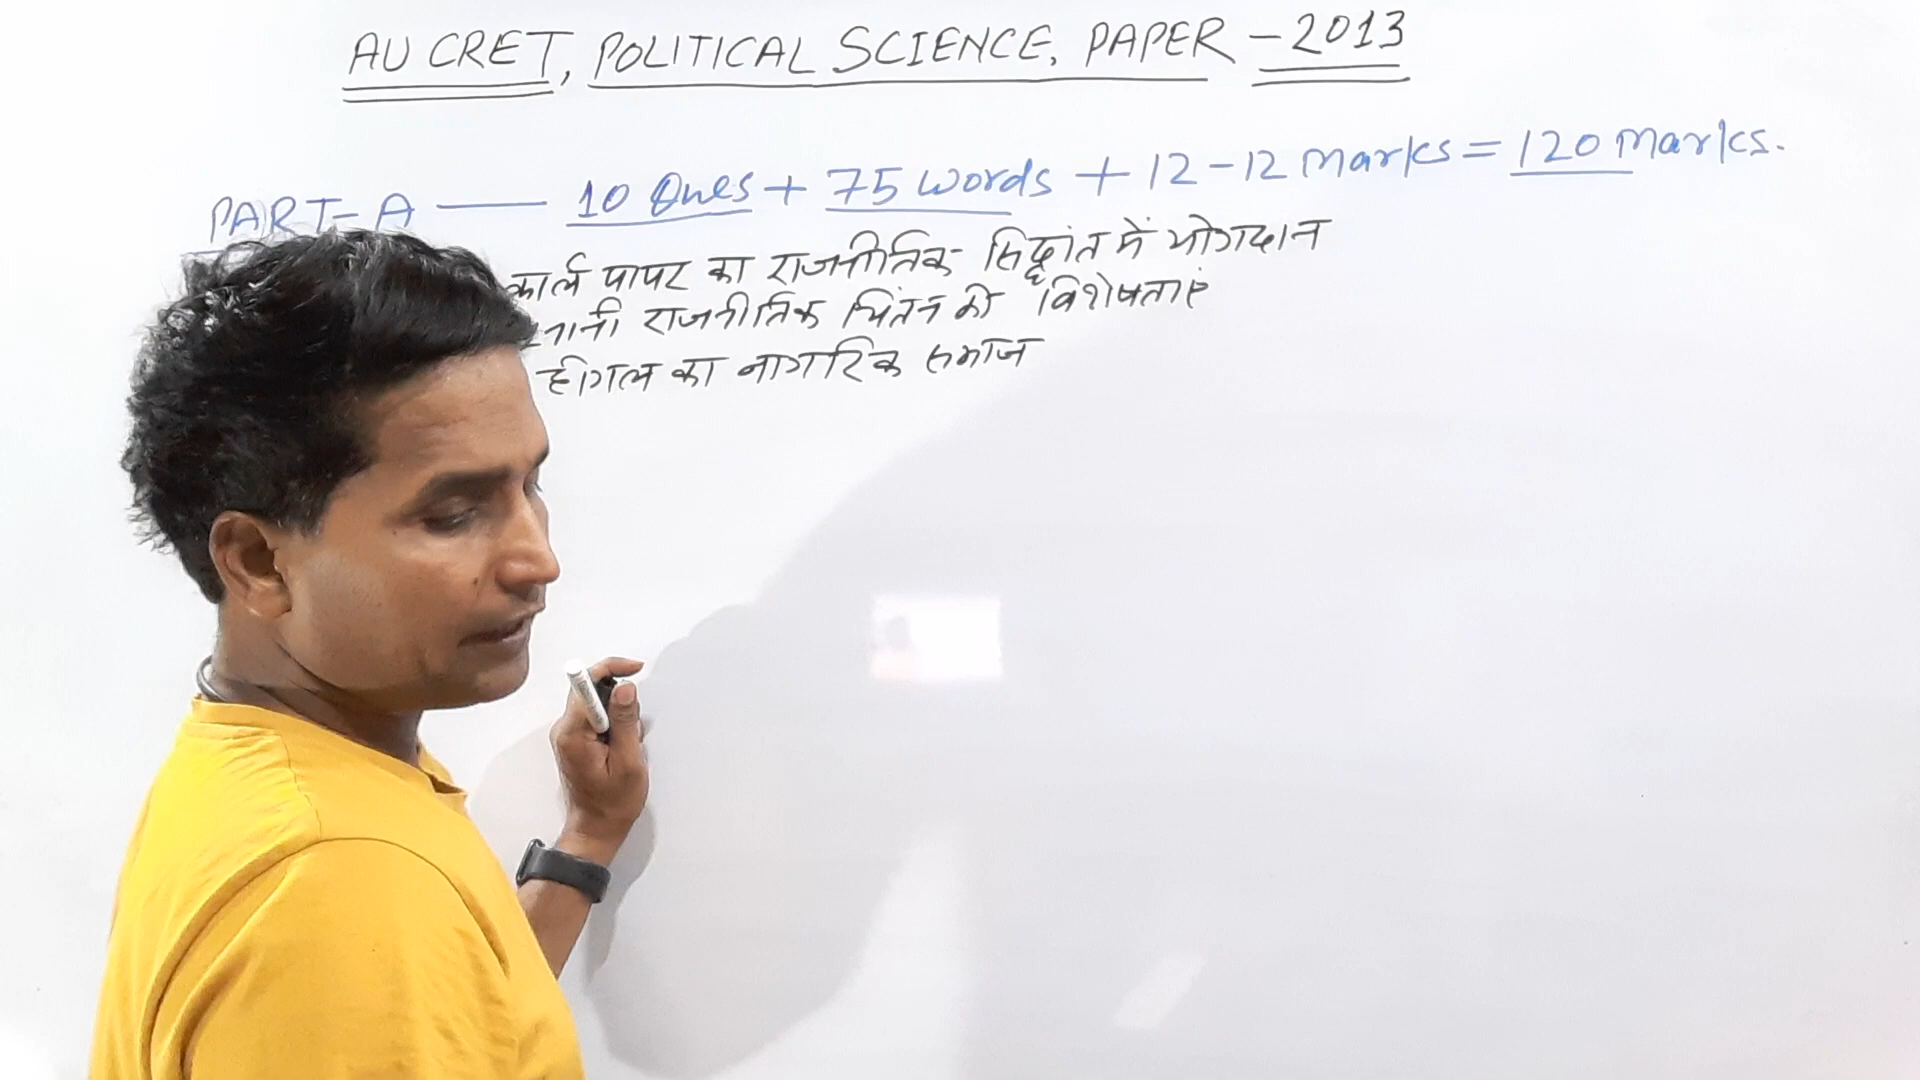 AU CRET, POLITICAL SCIENCE. PAPER - 2013
PART-A — 10 Ques + 75 words + 12-12 marks = 120 marks.
कार्ल पापर का राजनीतिक सिद्धांत में योगदान
राजनीतिक चिंतन की विशेषताएं
हीगल का नागरिक समाज